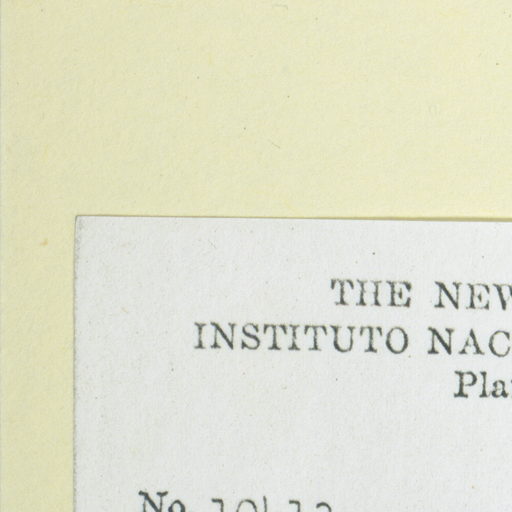 THE NEW
INSTITUTO NAC
Pla
No.